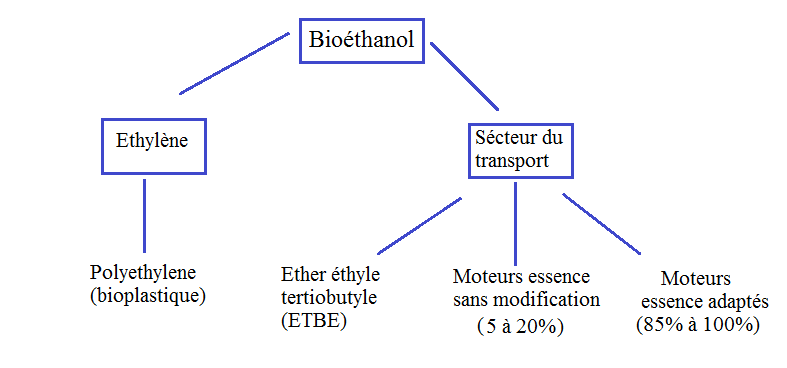 Bioéthanol
Ethylène
Sécteur du
transport
Polyethylene
(bioplastique)
Ether éthyle
tertiobutyle
(ETBE)
Moteurs essence
sans modification
(5 à 20%)
Moteurs
essence adaptés
(85% à 100%)